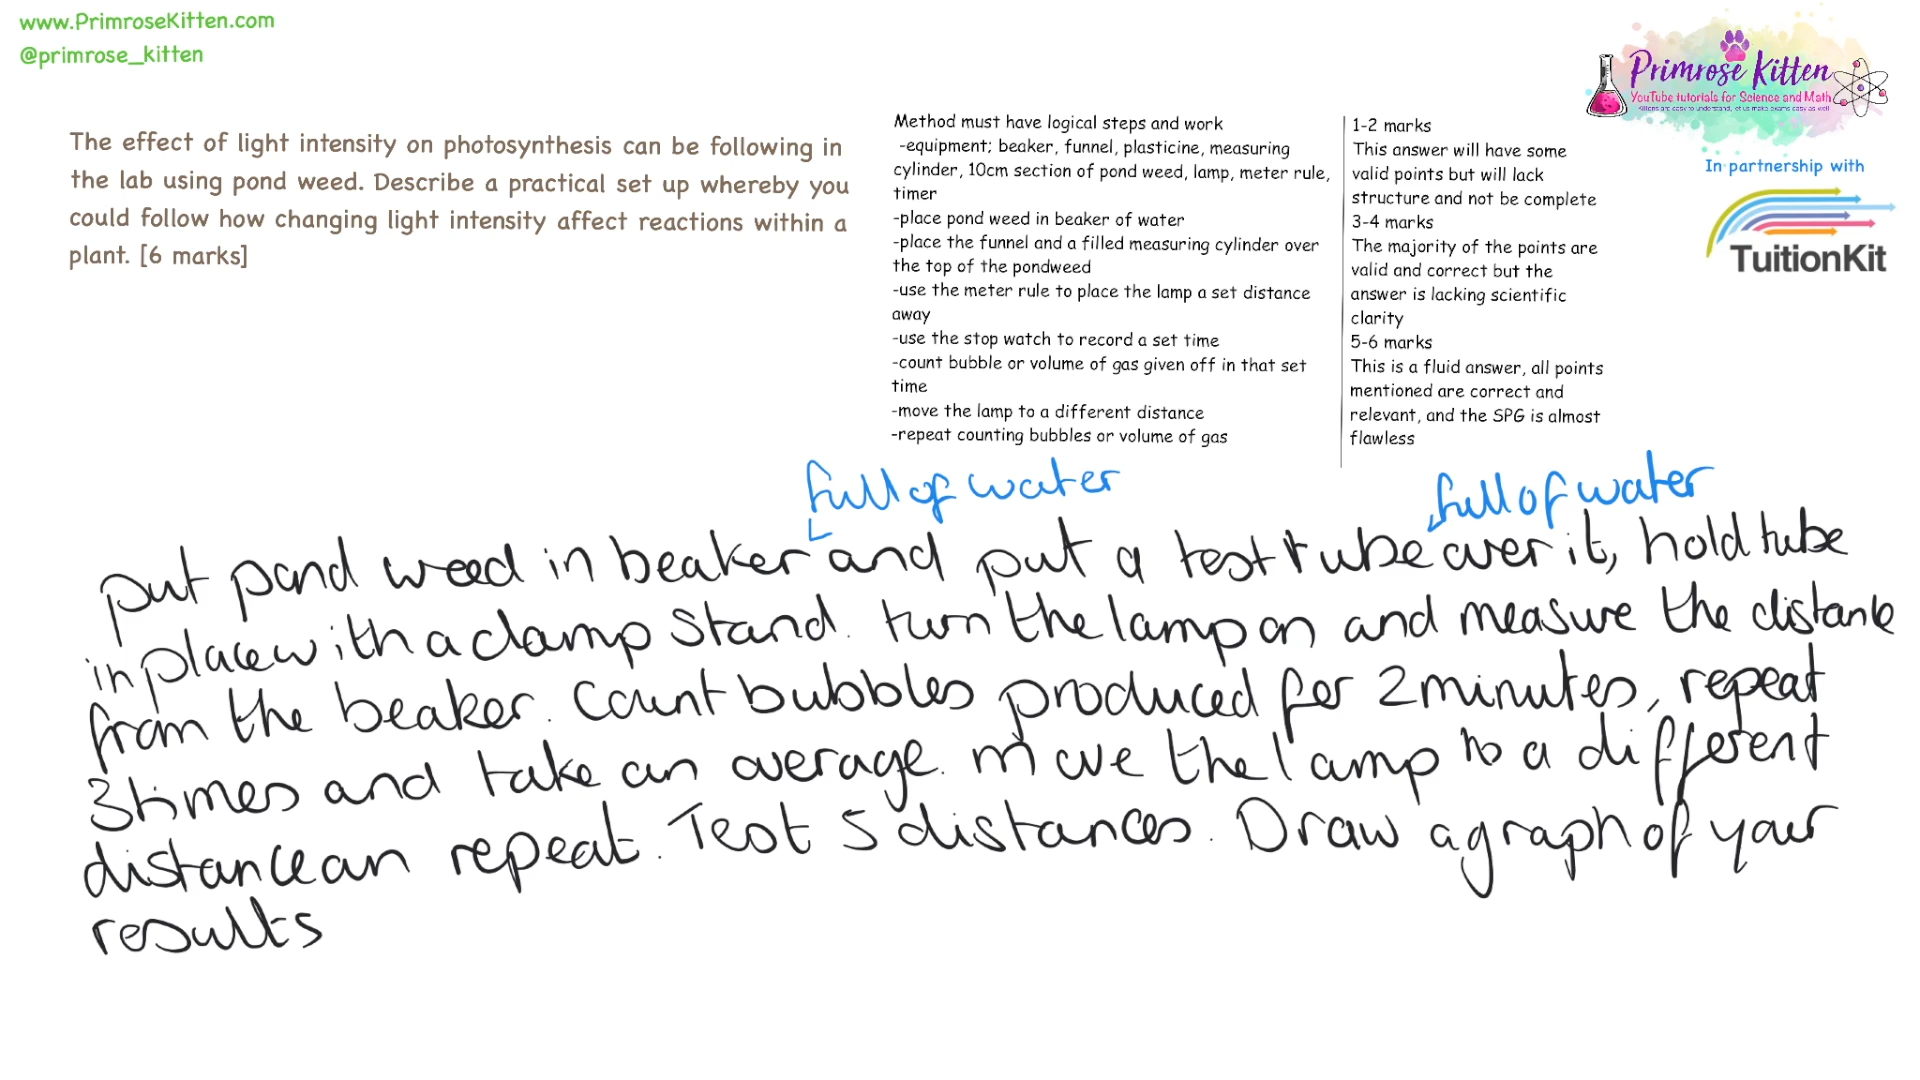 www.PrimroseKitten.com
@primrose_kitten
Primrose Kitten
YouTube tutorials for Science and Math
Kittens are easy to understand, let us make exams easy as well
In partnership with
TuitionKit
The effect of light intensity on photosynthesis can be following in
the lab using pond weed. Describe a practical set up whereby you
could follow how changing light intensity affect reactions within a
plant. [6 marks]
Method must have logical steps and work
-equipment; beaker, funnel, plasticine, measuring
cylinder, 10cm section of pond weed, lamp, meter rule,
timer
-place pond weed in beaker of water
-place the funnel and a filled measuring cylinder over
the top of the pondweed
-use the meter rule to place the lamp a set distance
away
-use the stop watch to record a set time
-count bubble or volume of gas given off in that set
time
-move the lamp to a different distance
-repeat counting bubbles or volume of gas
1-2 marks
This answer will have some
valid points but will lack
structure and not be complete
3-4 marks
The majority of the points are
valid and correct but the
answer is lacking scientific
clarity
5-6 marks
This is a fluid answer, all points
mentioned are correct and
relevant, and the SPG is almost
flawless
full of water
full of water
put pond weed in beaker and put a test tube over it, hold tube
in place with a clamp stand. turn the lamp on and measure the distance
from the beaker. Count bubbles produced for 2 minutes, repeat
3 times and take an average. move the lamp to a different
distance an repeat. Test 5 distances. Draw a graph of your
results